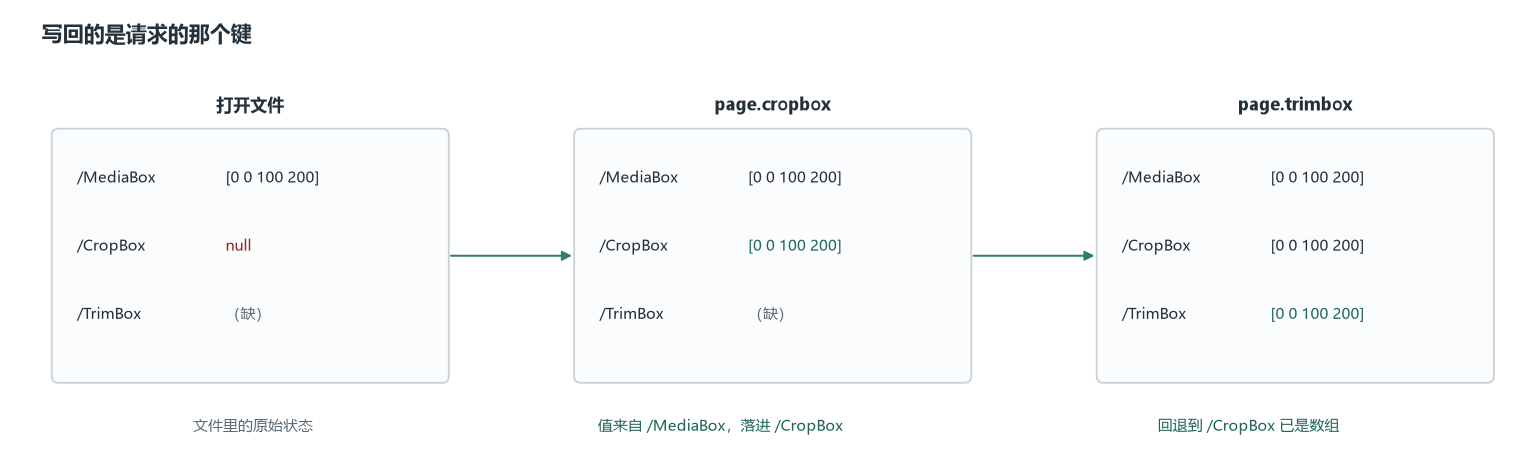 写回的是请求的那个键
打开文件
/MediaBox [0 0 100 200]
/CropBox null
/TrimBox （缺）
文件里的原始状态
page.cropbox
/MediaBox [0 0 100 200]
/CropBox [0 0 100 200]
/TrimBox （缺）
值来自 /MediaBox，落进 /CropBox
page.trimbox
/MediaBox [0 0 100 200]
/CropBox [0 0 100 200]
/TrimBox [0 0 100 200]
回退到 /CropBox 已是数组